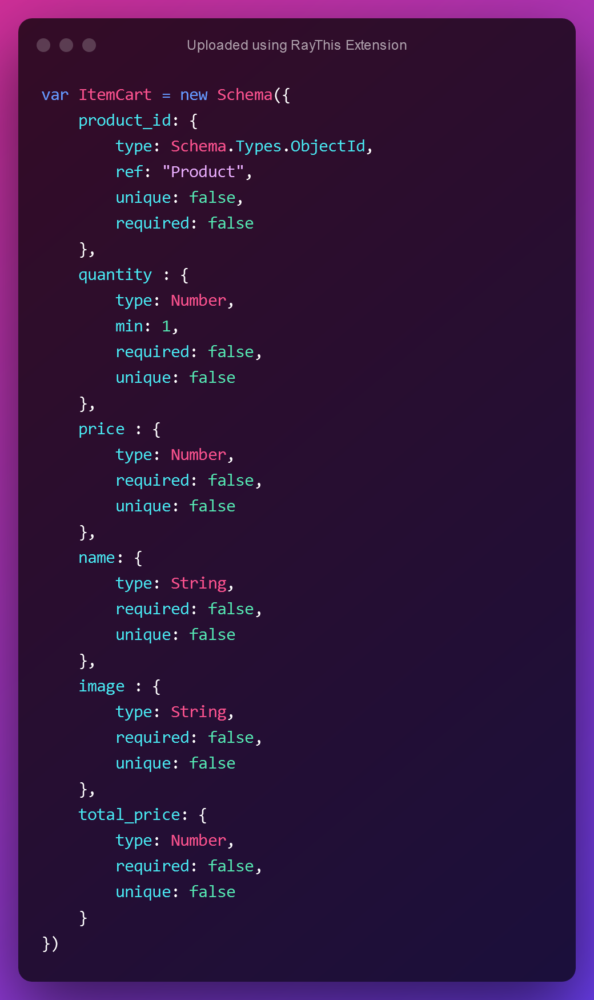 Uploaded using RayThis Extension
var ItemCart = new Schema({
    product_id: {
        type: Schema.Types.ObjectId,
        ref: "Product",
        unique: false,
        required: false
    },
    quantity : {
        type: Number,
        min: 1,
        required: false,
        unique: false
    },
    price : {
        type: Number,
        required: false,
        unique: false
    },
    name: {
        type: String,
        required: false,
        unique: false
    },
    image : {
        type: String,
        required: false,
        unique: false
    },
    total_price: {
        type: Number,
        required: false,
        unique: false
    }
})